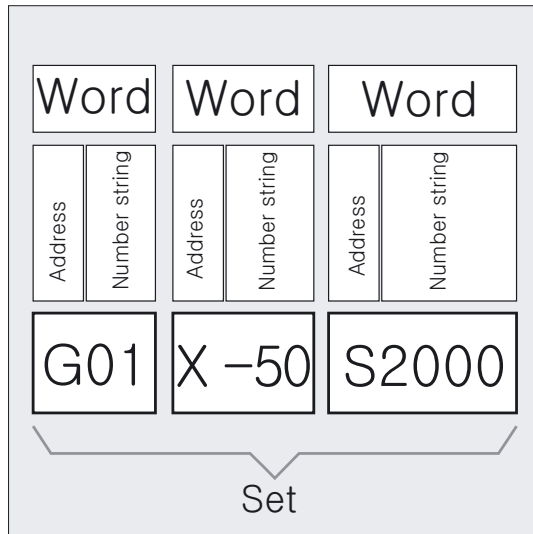 Word Word Word
Address Number string Address Number string Address Number string
G01 X -50 S2000
Set